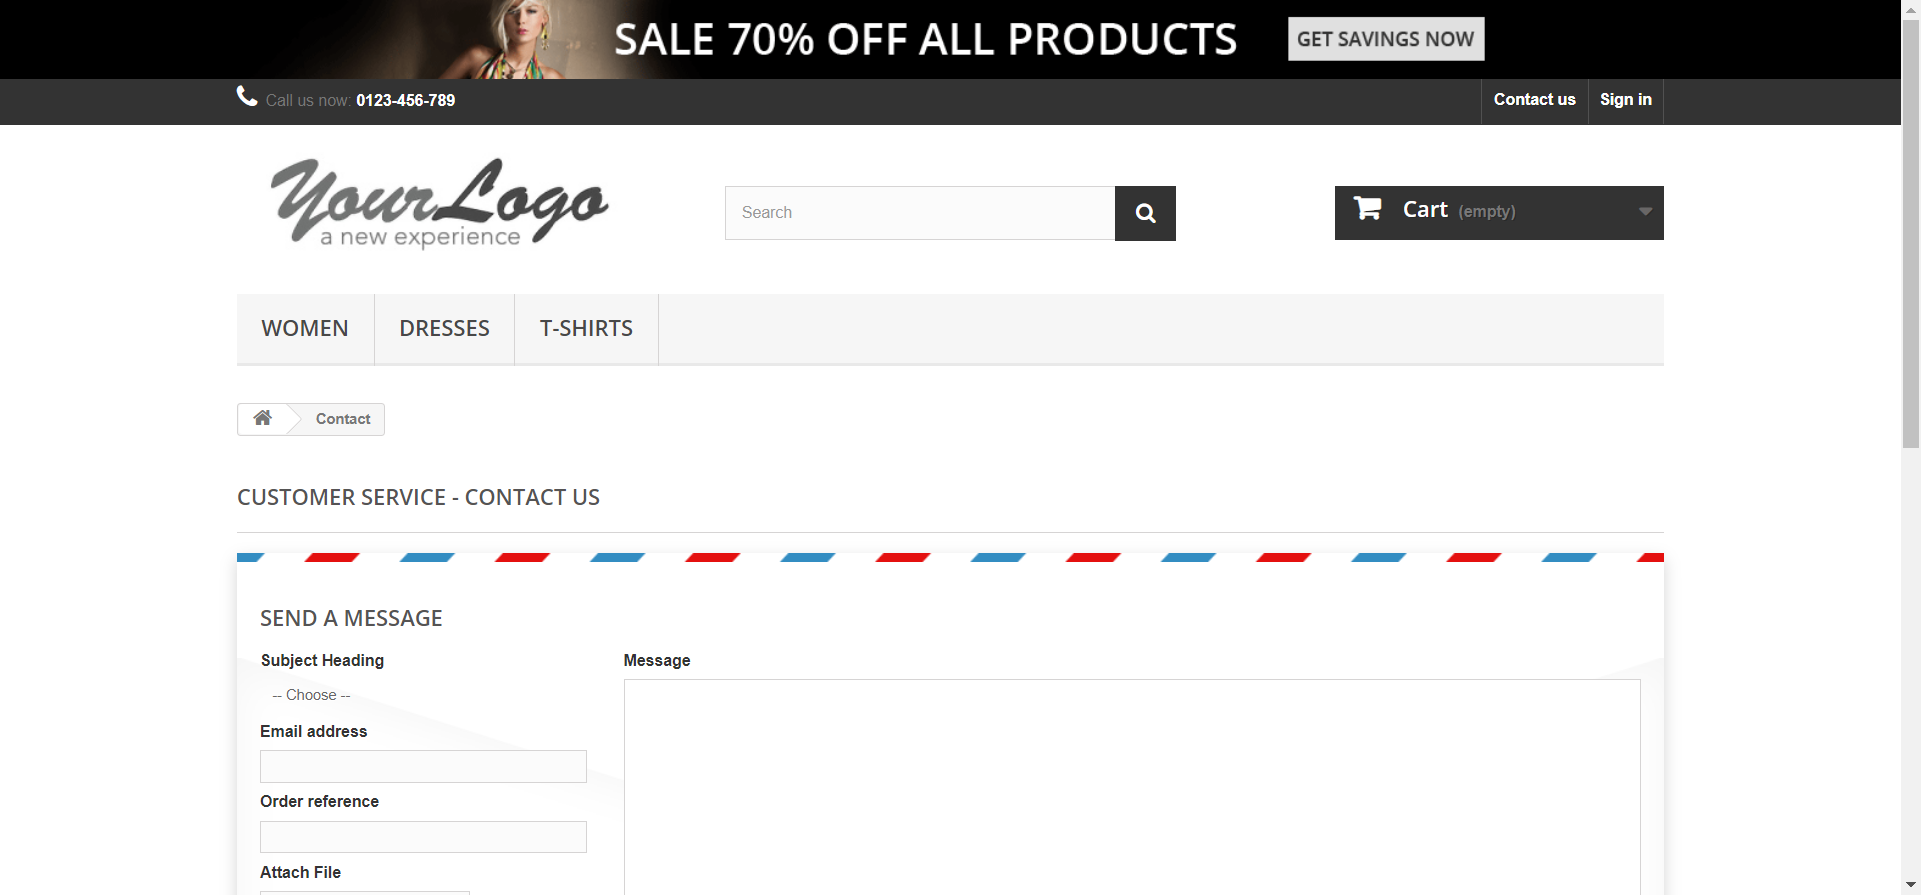 SALE 70% OFF ALL PRODUCTS GET SAVINGS NOW
Call us now: 0123-456-789
Contact us
Sign in
YourLogo
a new experience
Search
Cart (empty)
WOMEN
DRESSES
T-SHIRTS
Contact
CUSTOMER SERVICE - CONTACT US
SEND A MESSAGE
Subject Heading
-- Choose --
Email address
Order reference
Attach File
Message